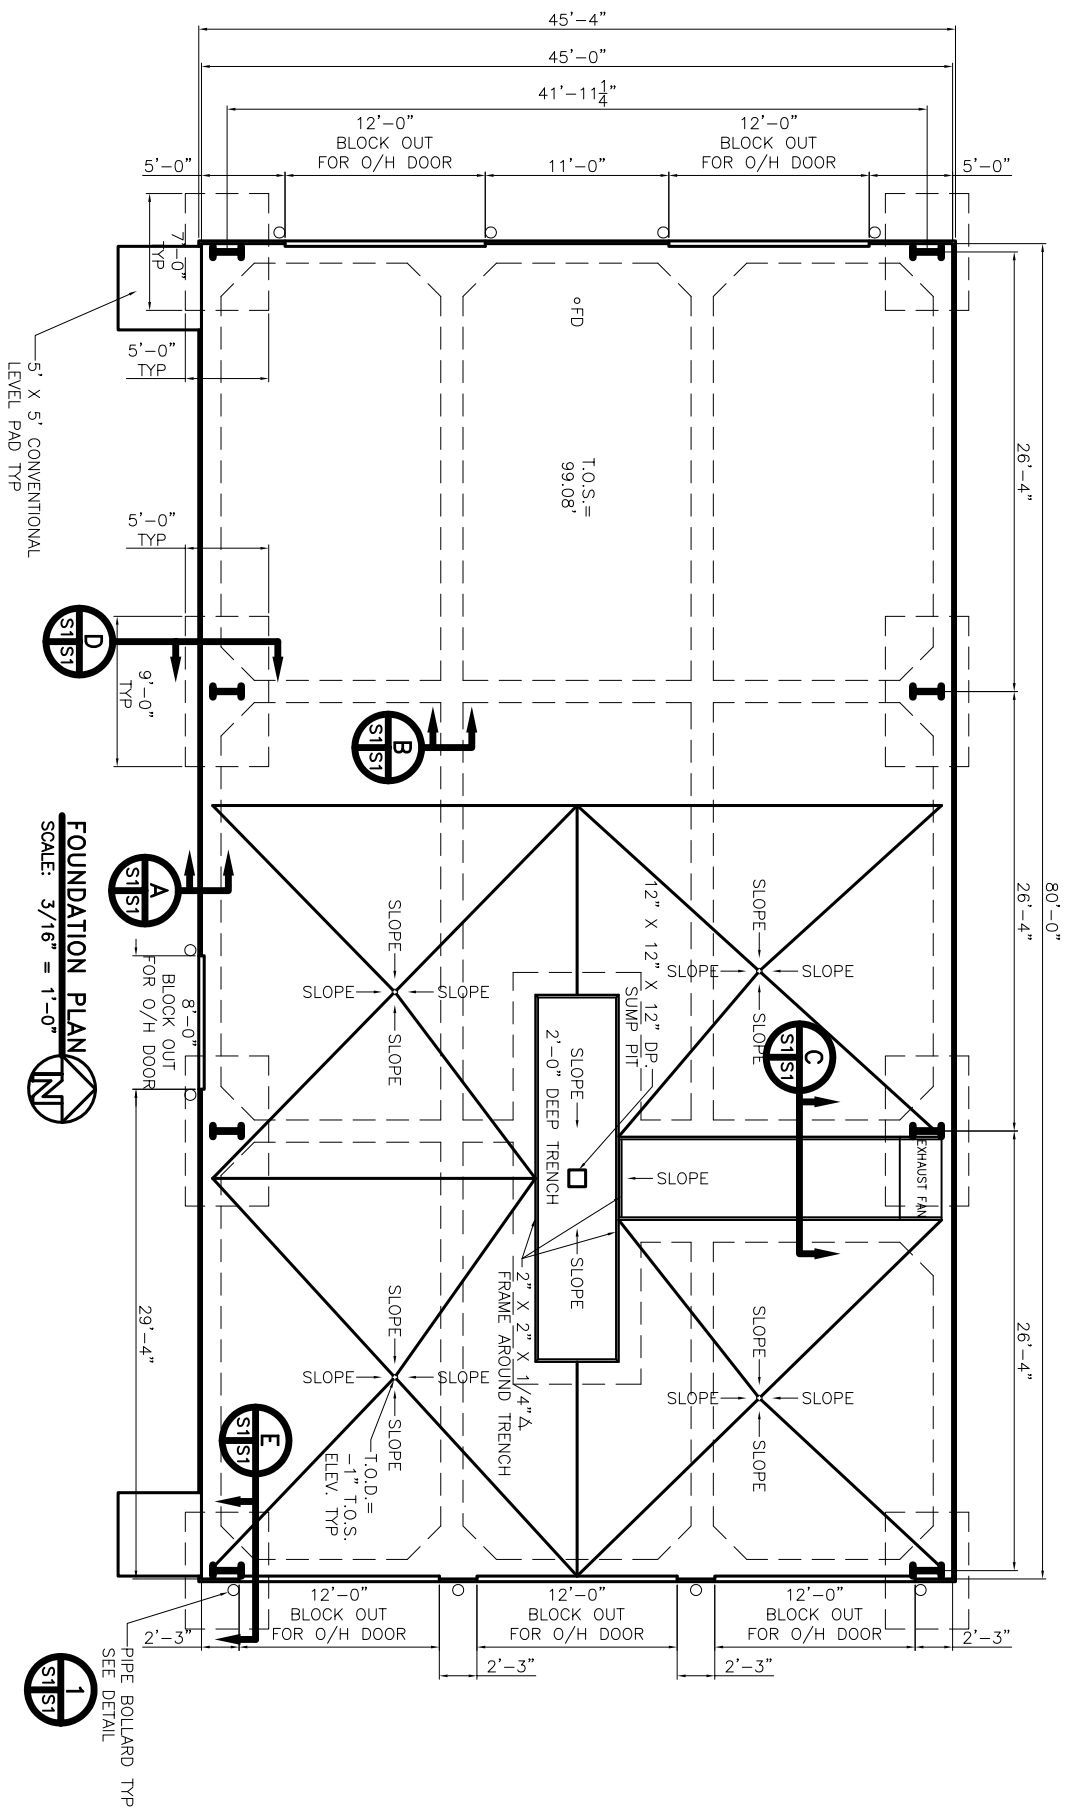 45'-4"
45'-0"
41'-11 1/4"
12'-0"
BLOCK OUT
FOR O/H DOOR
12'-0"
BLOCK OUT
FOR O/H DOOR
5'-0"
11'-0"
5'-0"
7'-0"
TYP
5'-0"
TYP
5' X 5' CONVENTIONAL
LEVEL PAD TYP
°FD
26'-4"
T.O.S.=
99.08'
5'-0"
TYP
D
S1 S1
9'-0"
TYP
B
S1 S1
80'-0"
26'-4"
FOUNDATION PLAN
SCALE: 3/16" = 1'-0"
N
A
S1 S1
8'-0"
BLOCK OUT
FOR O/H DOOR
SLOPE
SLOPE
SLOPE
SLOPE
SLOPE
SLOPE
SLOPE
SLOPE
12" X 12" X 12" DP.
SUMP PIT
C
S1 S1
SLOPE
2'-0" DEEP TRENCH
SLOPE
SLOPE
EXHAUST FAN
2" X 2" X 1/4" ∡
FRAME AROUND TRENCH
26'-4"
29'-4"
SLOPE
SLOPE
SLOPE
SLOPE
SLOPE
SLOPE
SLOPE
SLOPE
T.O.D.=
-1" T.O.S.
ELEV. TYP
E
S1 S1
12'-0"
BLOCK OUT
FOR O/H DOOR
12'-0"
BLOCK OUT
FOR O/H DOOR
12'-0"
BLOCK OUT
FOR O/H DOOR
2'-3"
2'-3"
2'-3"
2'-3"
PIPE BOLLARD TYP
SEE DETAIL
1
S1 S1